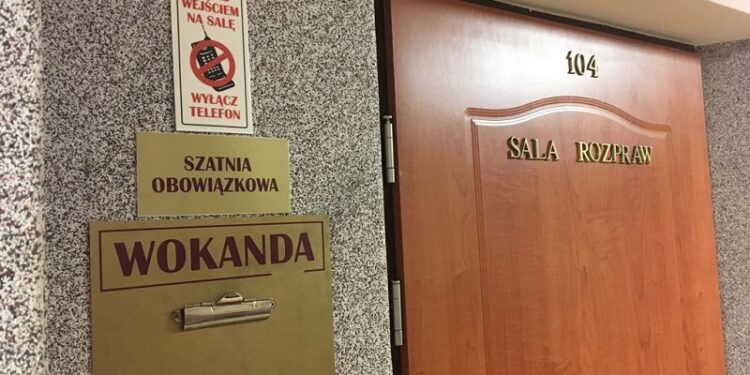 WEJŚCIEM
NA SALĘ
WYŁĄCZ
TELEFON
SZATNIA
OBOWIĄZKOWA
WOKANDA
104
SALA ROZPRAW